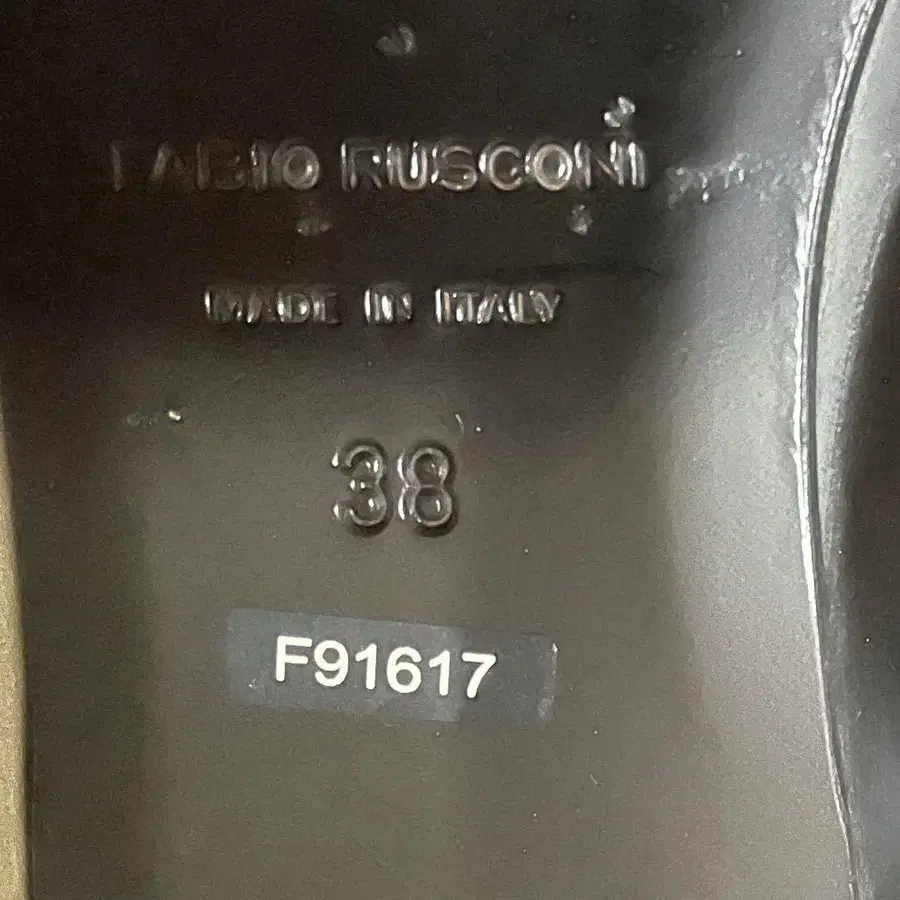 FABIO RUSCONI
MADE IN ITALY
38
F91617